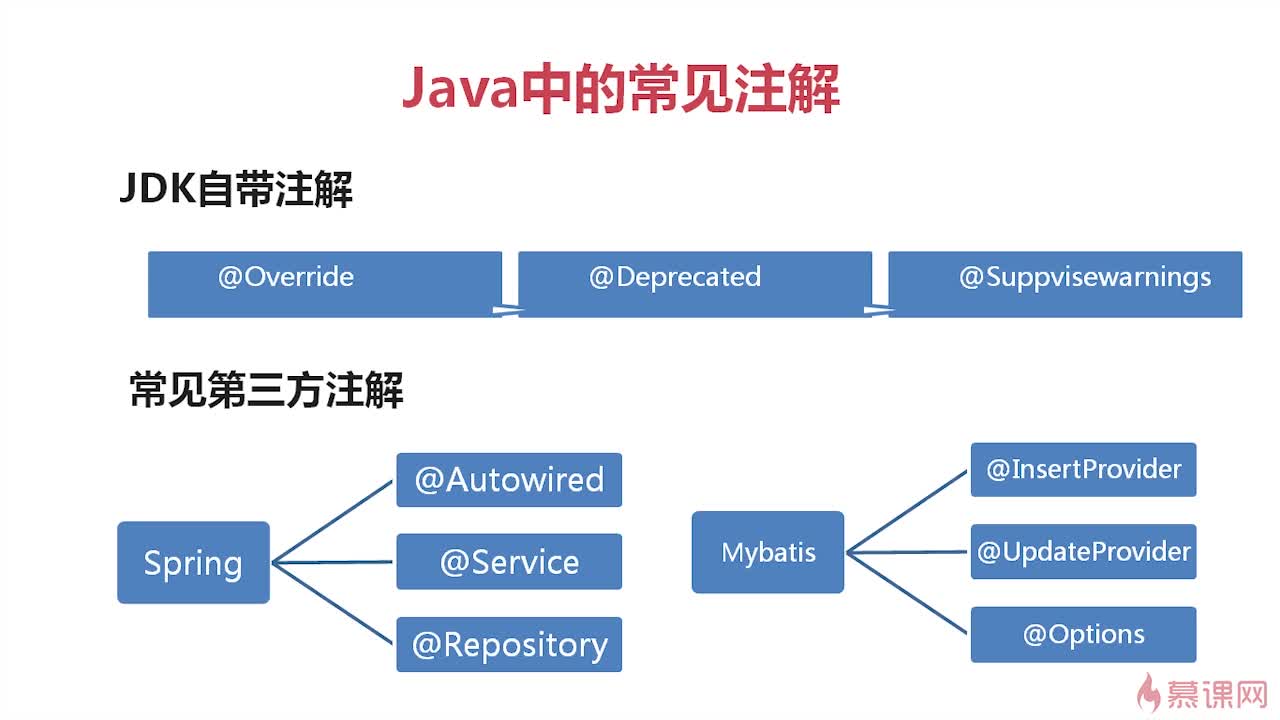 Java中的常见注解
JDK自带注解
@Override
@Deprecated
@Suppvisewarnings
常见第三方注解
Spring
@Autowired
@Service
@Repository
Mybatis
@InsertProvider
@UpdateProvider
@Options
慕课网